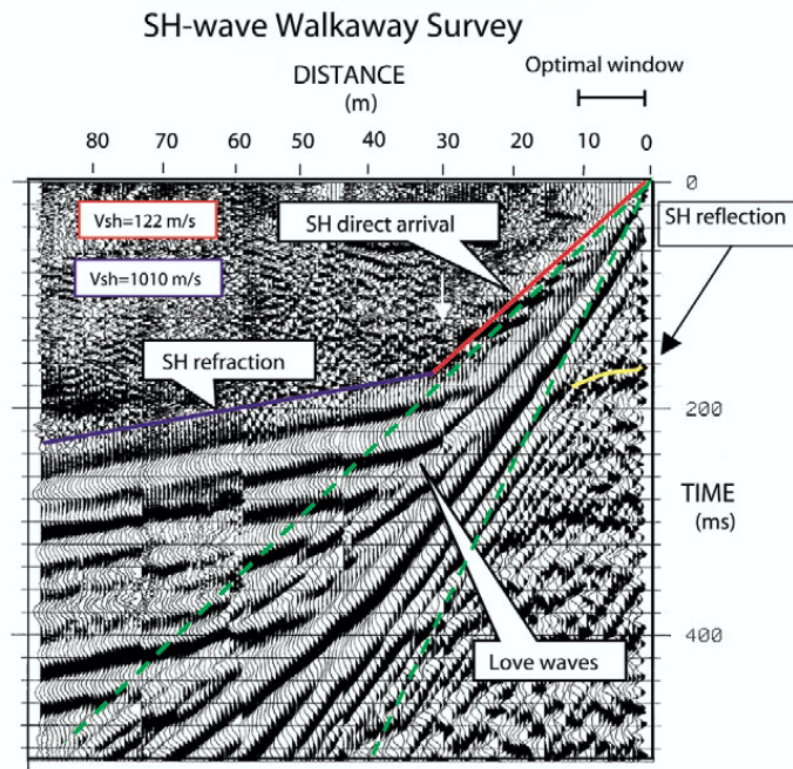 SH-wave Walkaway Survey
DISTANCE
(m)
Optimal window
80 70 60 50 40 30 20 10 0
0
Vsh=122 m/s
SH direct arrival
SH reflection
Vsh=1010 m/s
SH refraction
200
TIME
(ms)
400
Love waves